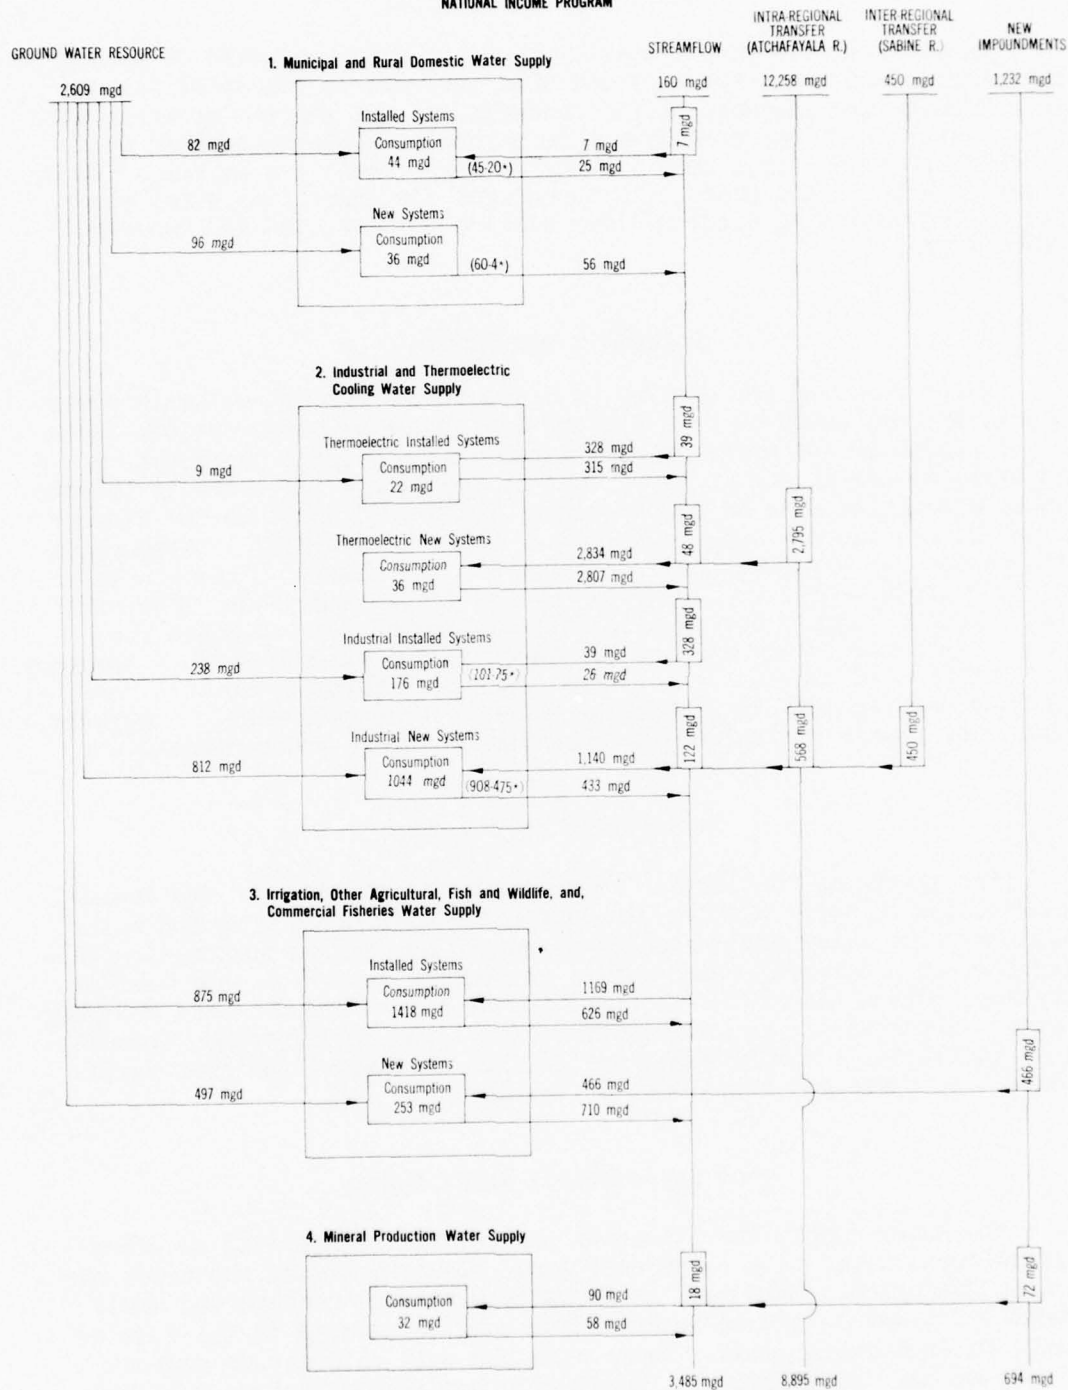 NATIONAL INCOME PROGRAM
GROUND WATER RESOURCE
2,609 mgd
STREAMFLOW
160 mgd
INTRA-REGIONAL
TRANSFER
(ATCHAFAYALA R.)
12,258 mgd
INTER-REGIONAL
TRANSFER
(SABINE R.)
450 mgd
NEW
IMPOUNDMENTS
1,232 mgd
1. Municipal and Rural Domestic Water Supply
Installed Systems
Consumption
44 mgd
82 mgd
(45-20*)
7 mgd
25 mgd
7 mgd
New Systems
Consumption
36 mgd
96 mgd
(60-4*)
56 mgd
2. Industrial and Thermoelectric
Cooling Water Supply
Thermoelectric Installed Systems
Consumption
22 mgd
9 mgd
328 mgd
315 mgd
39 mgd
Thermoelectric New Systems
Consumption
36 mgd
2,834 mgd
2,807 mgd
48 mgd
2,795 mgd
Industrial Installed Systems
Consumption
176 mgd
238 mgd
(101-75*)
39 mgd
26 mgd
328 mgd
Industrial New Systems
Consumption
1044 mgd
812 mgd
(908-475*)
1,140 mgd
433 mgd
122 mgd
568 mgd
450 mgd
3. Irrigation, Other Agricultural, Fish and Wildlife, and,
Commercial Fisheries Water Supply
Installed Systems
Consumption
1418 mgd
875 mgd
1169 mgd
626 mgd
New Systems
Consumption
253 mgd
497 mgd
466 mgd
710 mgd
466 mgd
4. Mineral Production Water Supply
Consumption
32 mgd
90 mgd
58 mgd
18 mgd
72 mgd
3,485 mgd
8,895 mgd
694 mgd